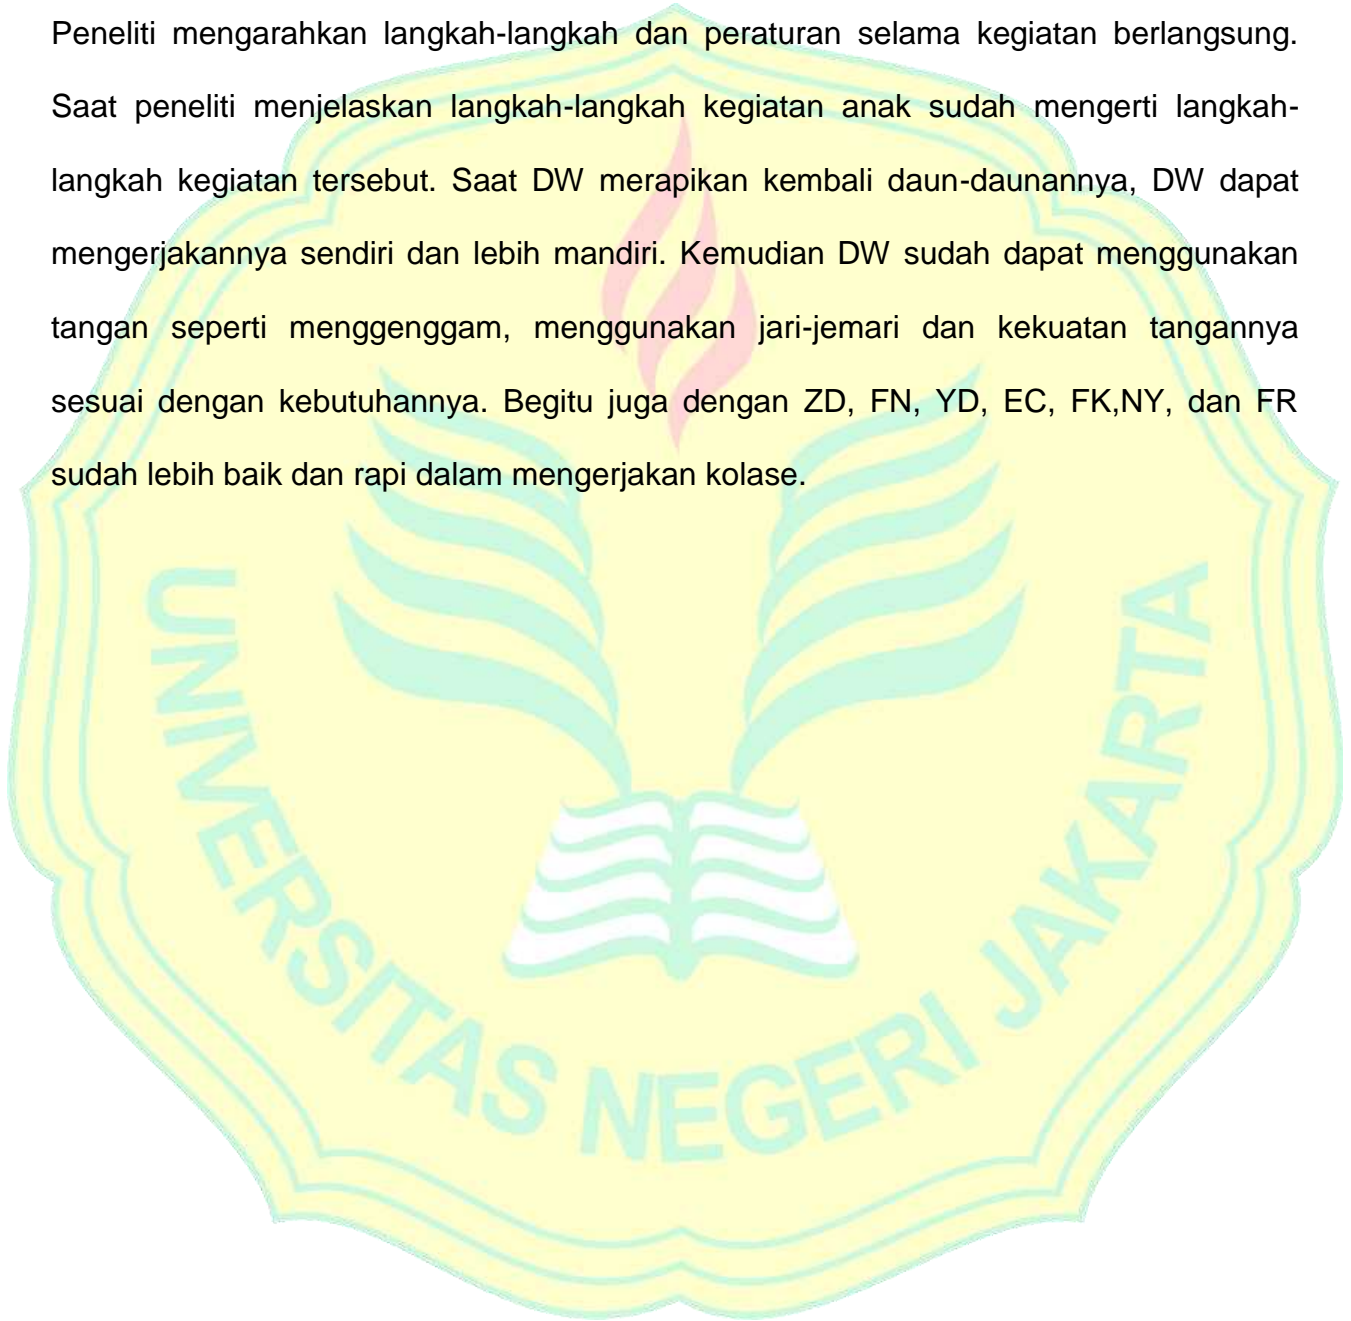 Peneliti mengarahkan langkah-langkah dan peraturan selama kegiatan berlangsung.
Saat peneliti menjelaskan langkah-langkah kegiatan anak sudah mengerti langkah-
langkah kegiatan tersebut. Saat DW merapikan kembali daun-daunannya, DW dapat
mengerjakannya sendiri dan lebih mandiri. Kemudian DW sudah dapat menggunakan
tangan seperti menggenggam, menggunakan jari-jemari dan kekuatan tangannya
sesuai dengan kebutuhannya. Begitu juga dengan ZD, FN, YD, EC, FK,NY, dan FR
sudah lebih baik dan rapi dalam mengerjakan kolase.
UNIVERSITAS NEGERI JAKARTA